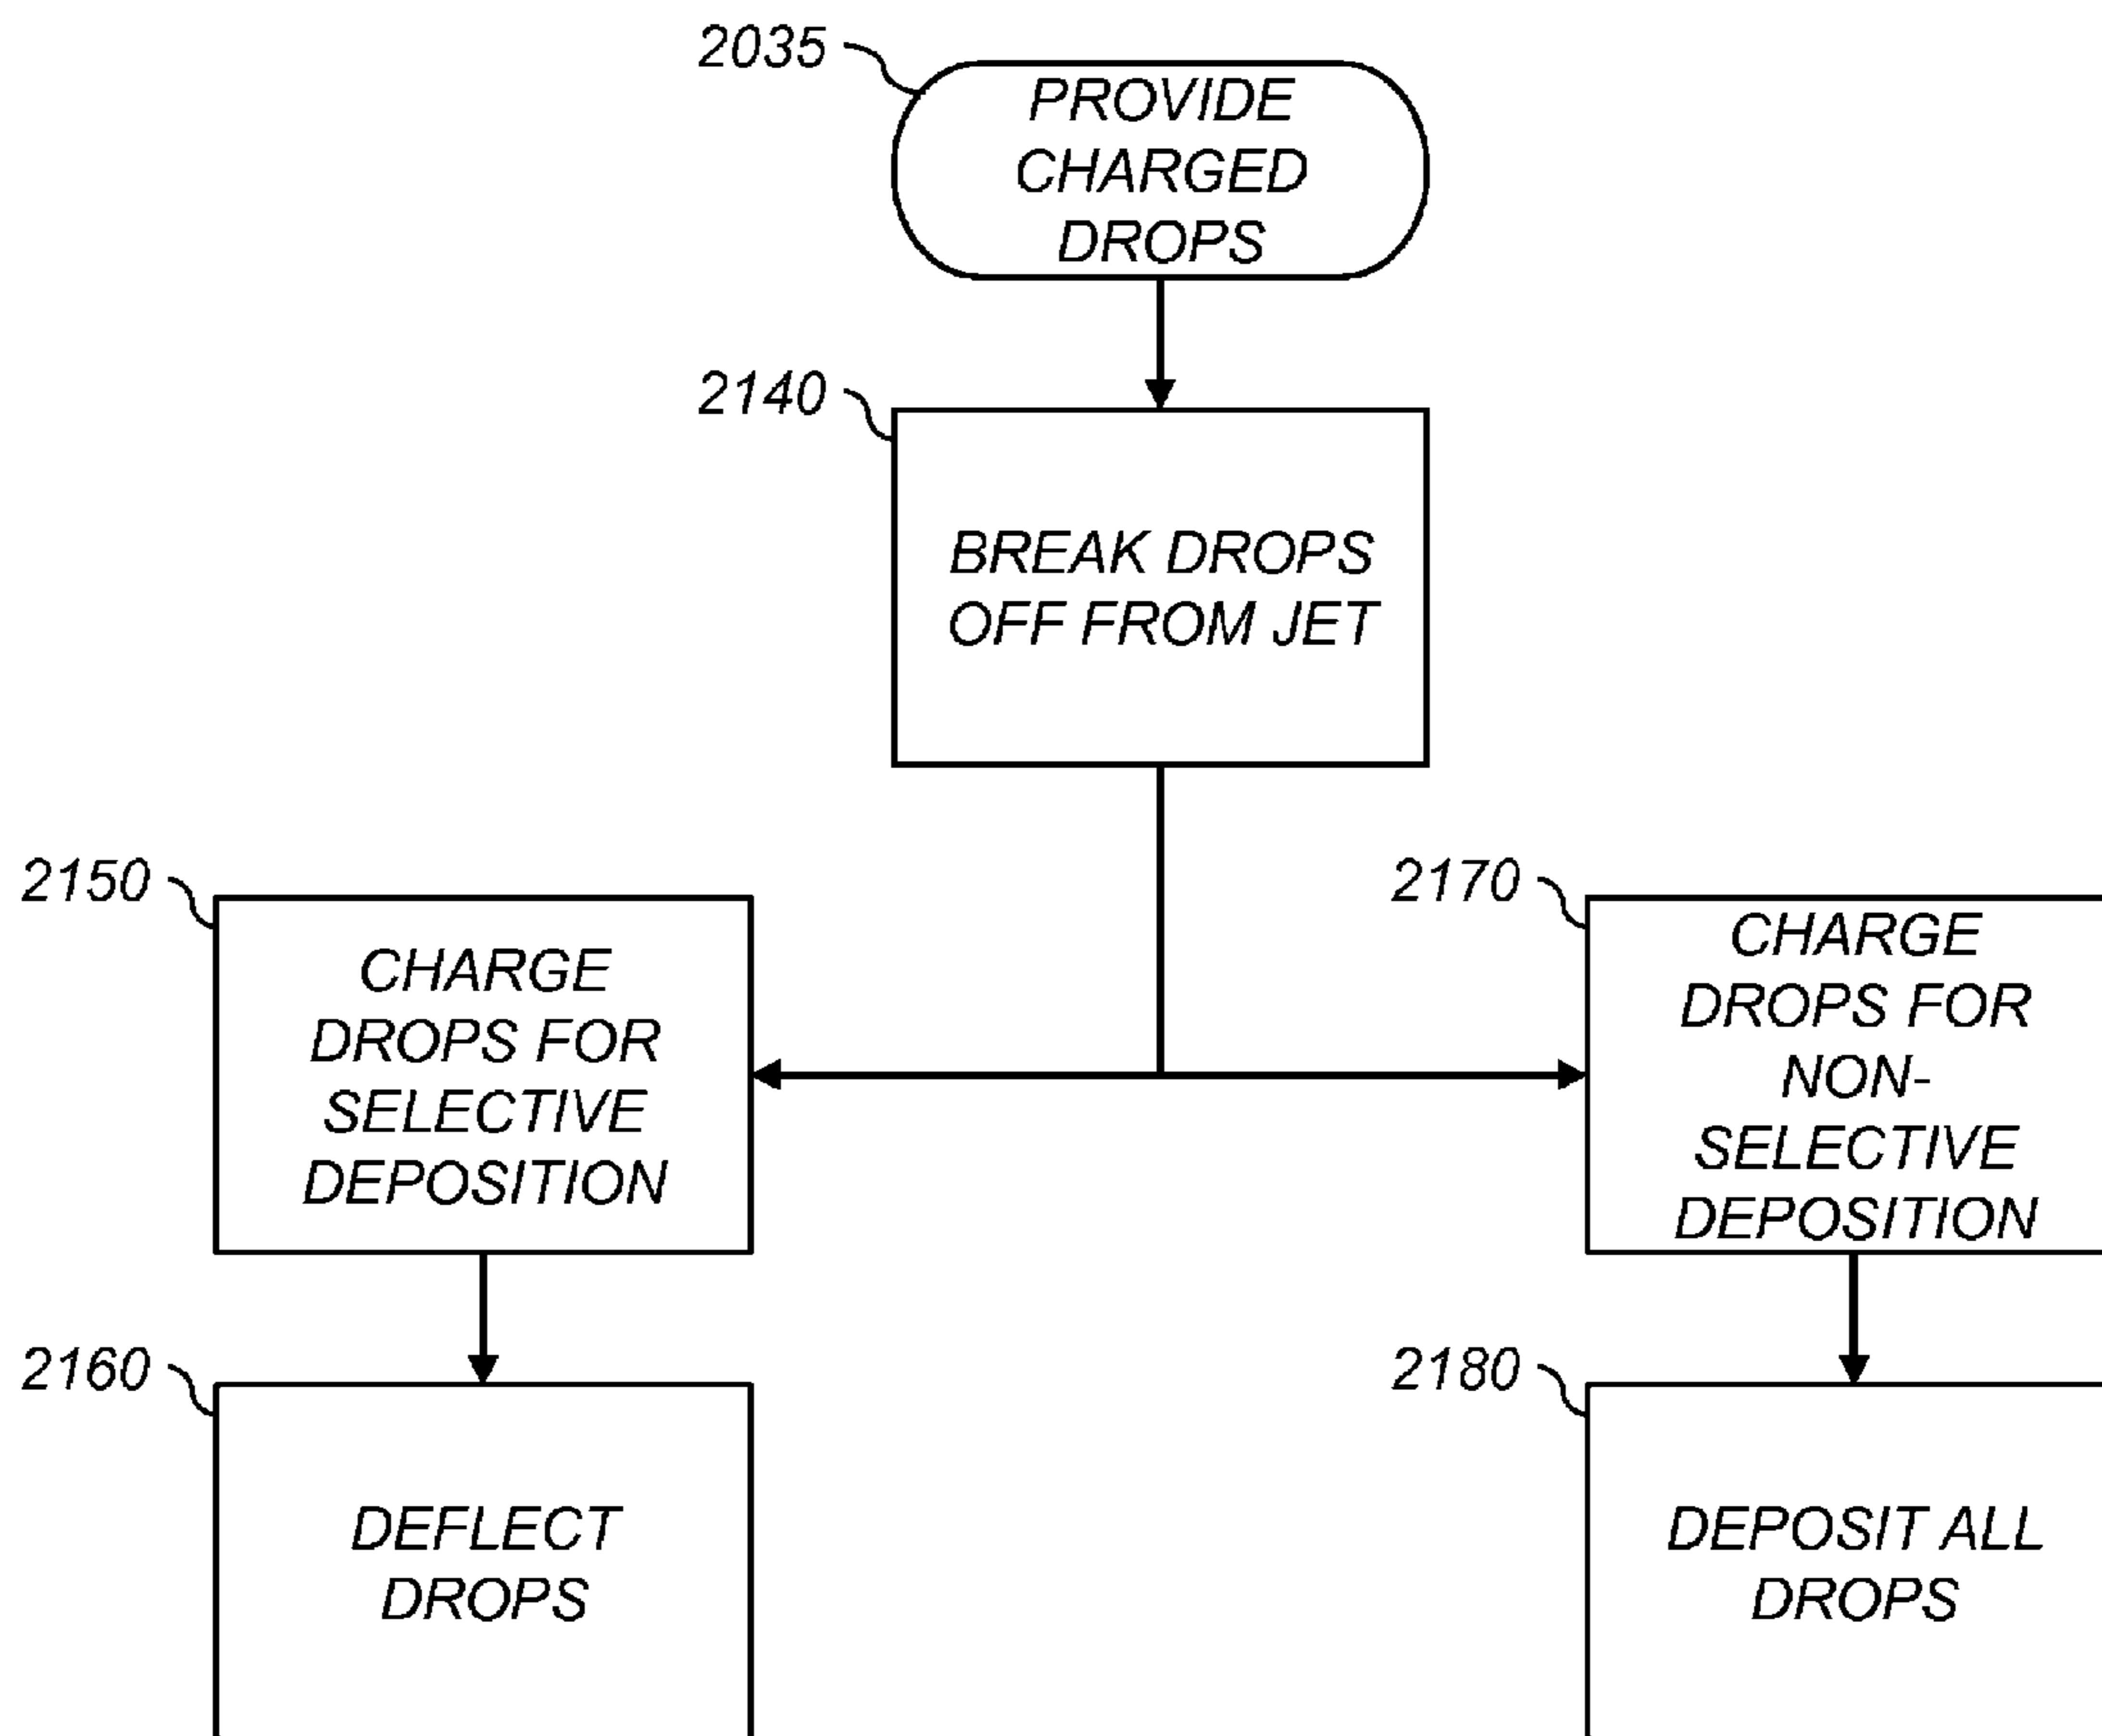 2035
PROVIDE
CHARGED
DROPS
2140
BREAK DROPS
OFF FROM JET
2150
CHARGE
DROPS FOR
SELECTIVE
DEPOSITION
2170
CHARGE
DROPS FOR
NON-
SELECTIVE
DEPOSITION
2160
DEFLECT
DROPS
2180
DEPOSIT ALL
DROPS